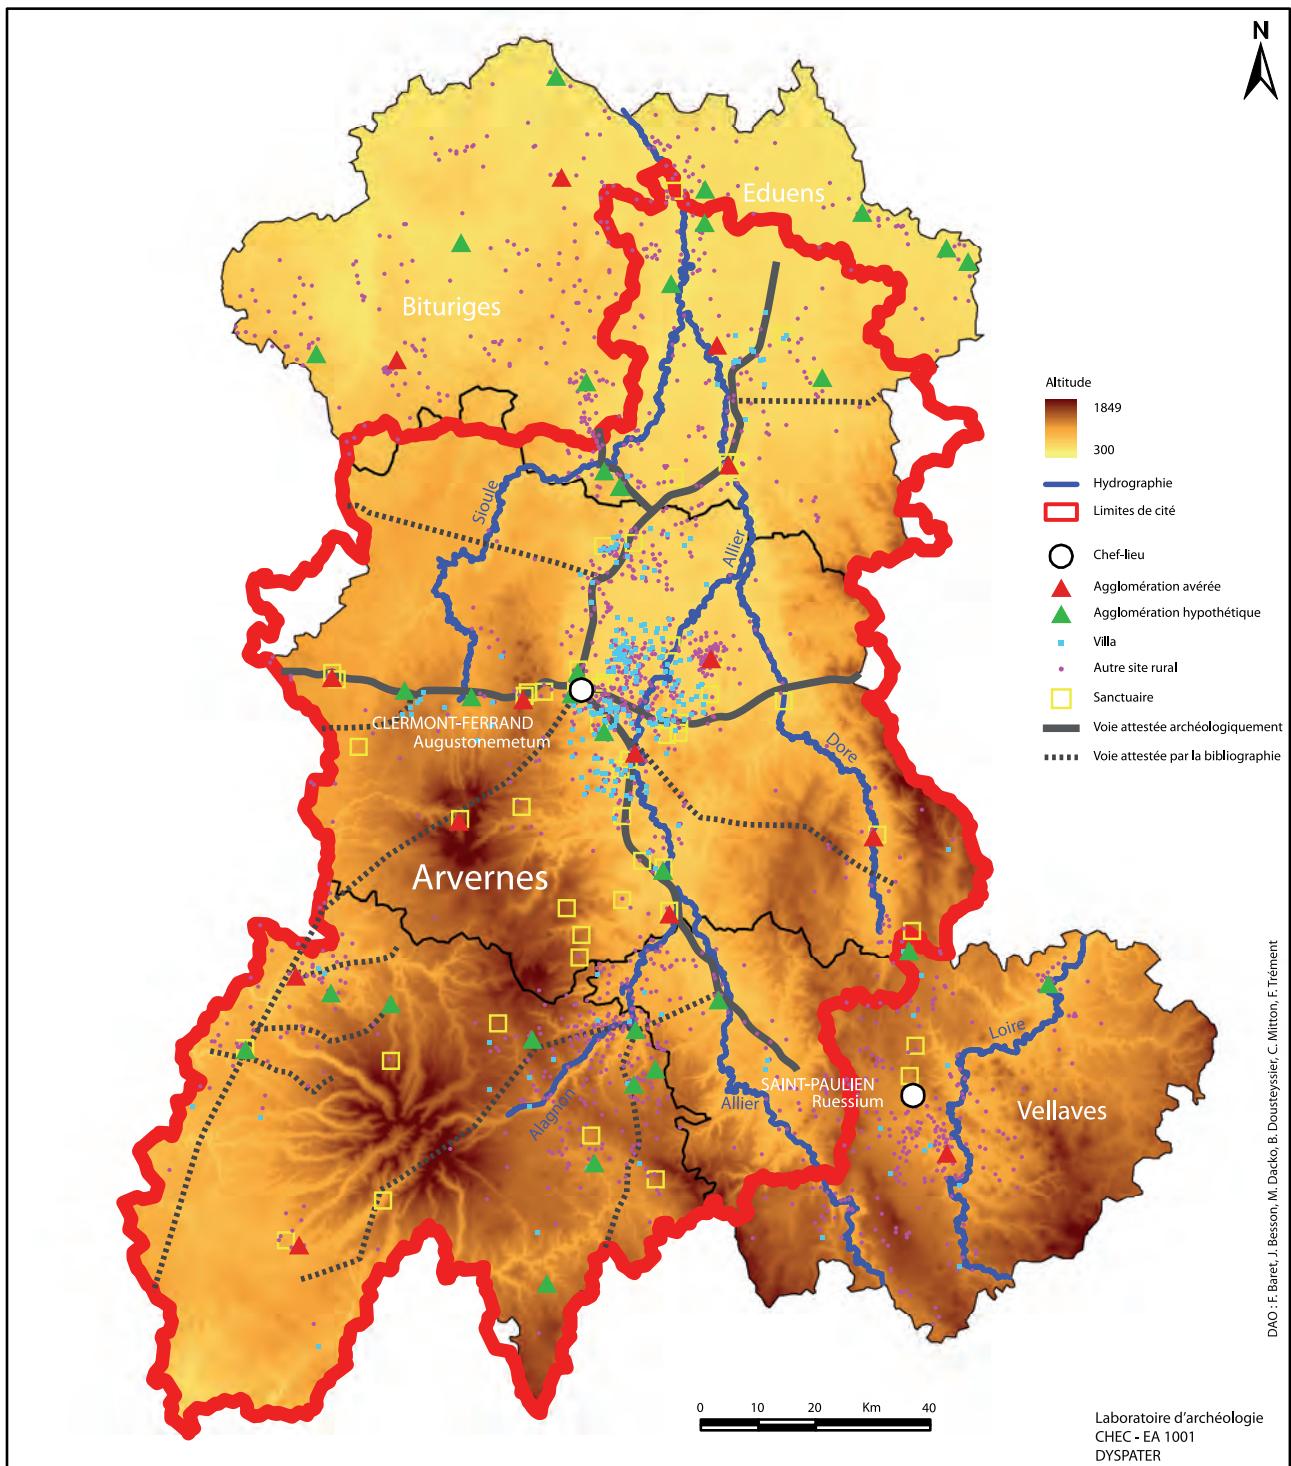 N
Eduens
Bituriges
Altitude
1849
300
Hydrographie
Limites de cité
Chef-lieu
Agglomération avérée
Agglomération hypothétique
Villa
Autre site rural
Sanctuaire
Voie attestée archéologiquement
Voie attestée par la bibliographie
Sioule
Allier
CLERMONT-FERRAND
Augustonemetum
Dore
Arvernes
Loire
SAINT-PAULIEN
Ruessium
Vellaves
Allier
Alagnon
DAO : F. Baret, J. Besson, M. Dacko, B. Dousteyssier, C. Mitton, F. Trément
0 10 20 Km 40
Laboratoire d'archéologie
CHEC - EA 1001
DYSPATER